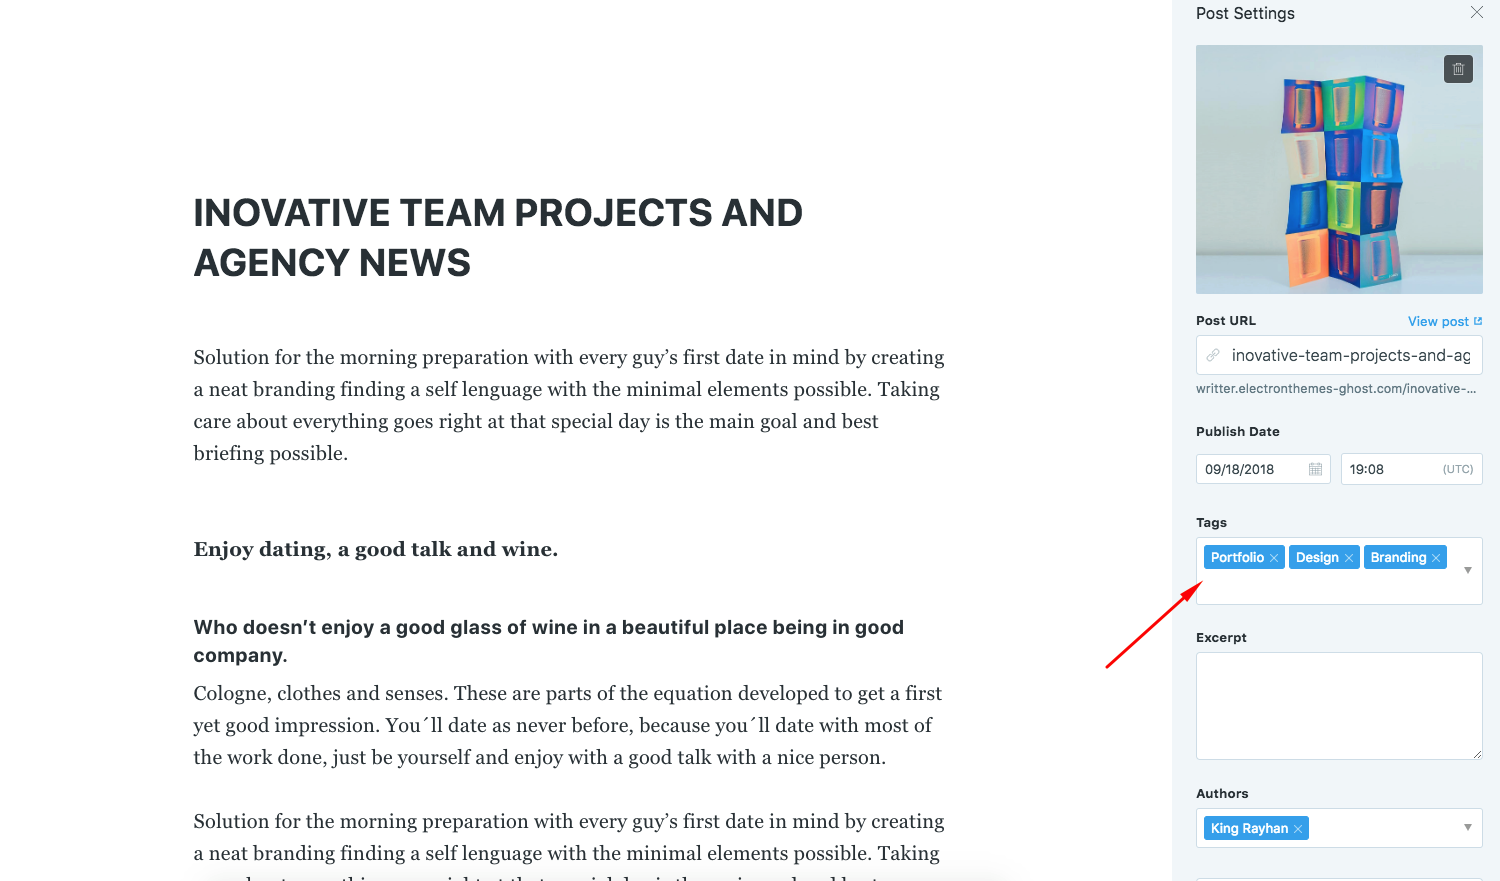 INOVATIVE TEAM PROJECTS AND
AGENCY NEWS
Solution for the morning preparation with every guy’s first date in mind by creating
a neat branding finding a self lenguage with the minimal elements possible. Taking
care about everything goes right at that special day is the main goal and best
briefing possible.
Enjoy dating, a good talk and wine.
Who doesn’t enjoy a good glass of wine in a beautiful place being in good
company.
Cologne, clothes and senses. These are parts of the equation developed to get a first
yet good impression. You´ll date as never before, because you´ll date with most of
the work done, just be yourself and enjoy with a good talk with a nice person.
Solution for the morning preparation with every guy’s first date in mind by creating
a neat branding finding a self lenguage with the minimal elements possible. Taking
Post Settings
Post URL
View post
inovative-team-projects-and-ag
writter.electronthemes-ghost.com/inovative-...
Publish Date
09/18/2018
19:08 (UTC)
Tags
Portfolio × Design × Branding ×
Excerpt
Authors
King Rayhan ×